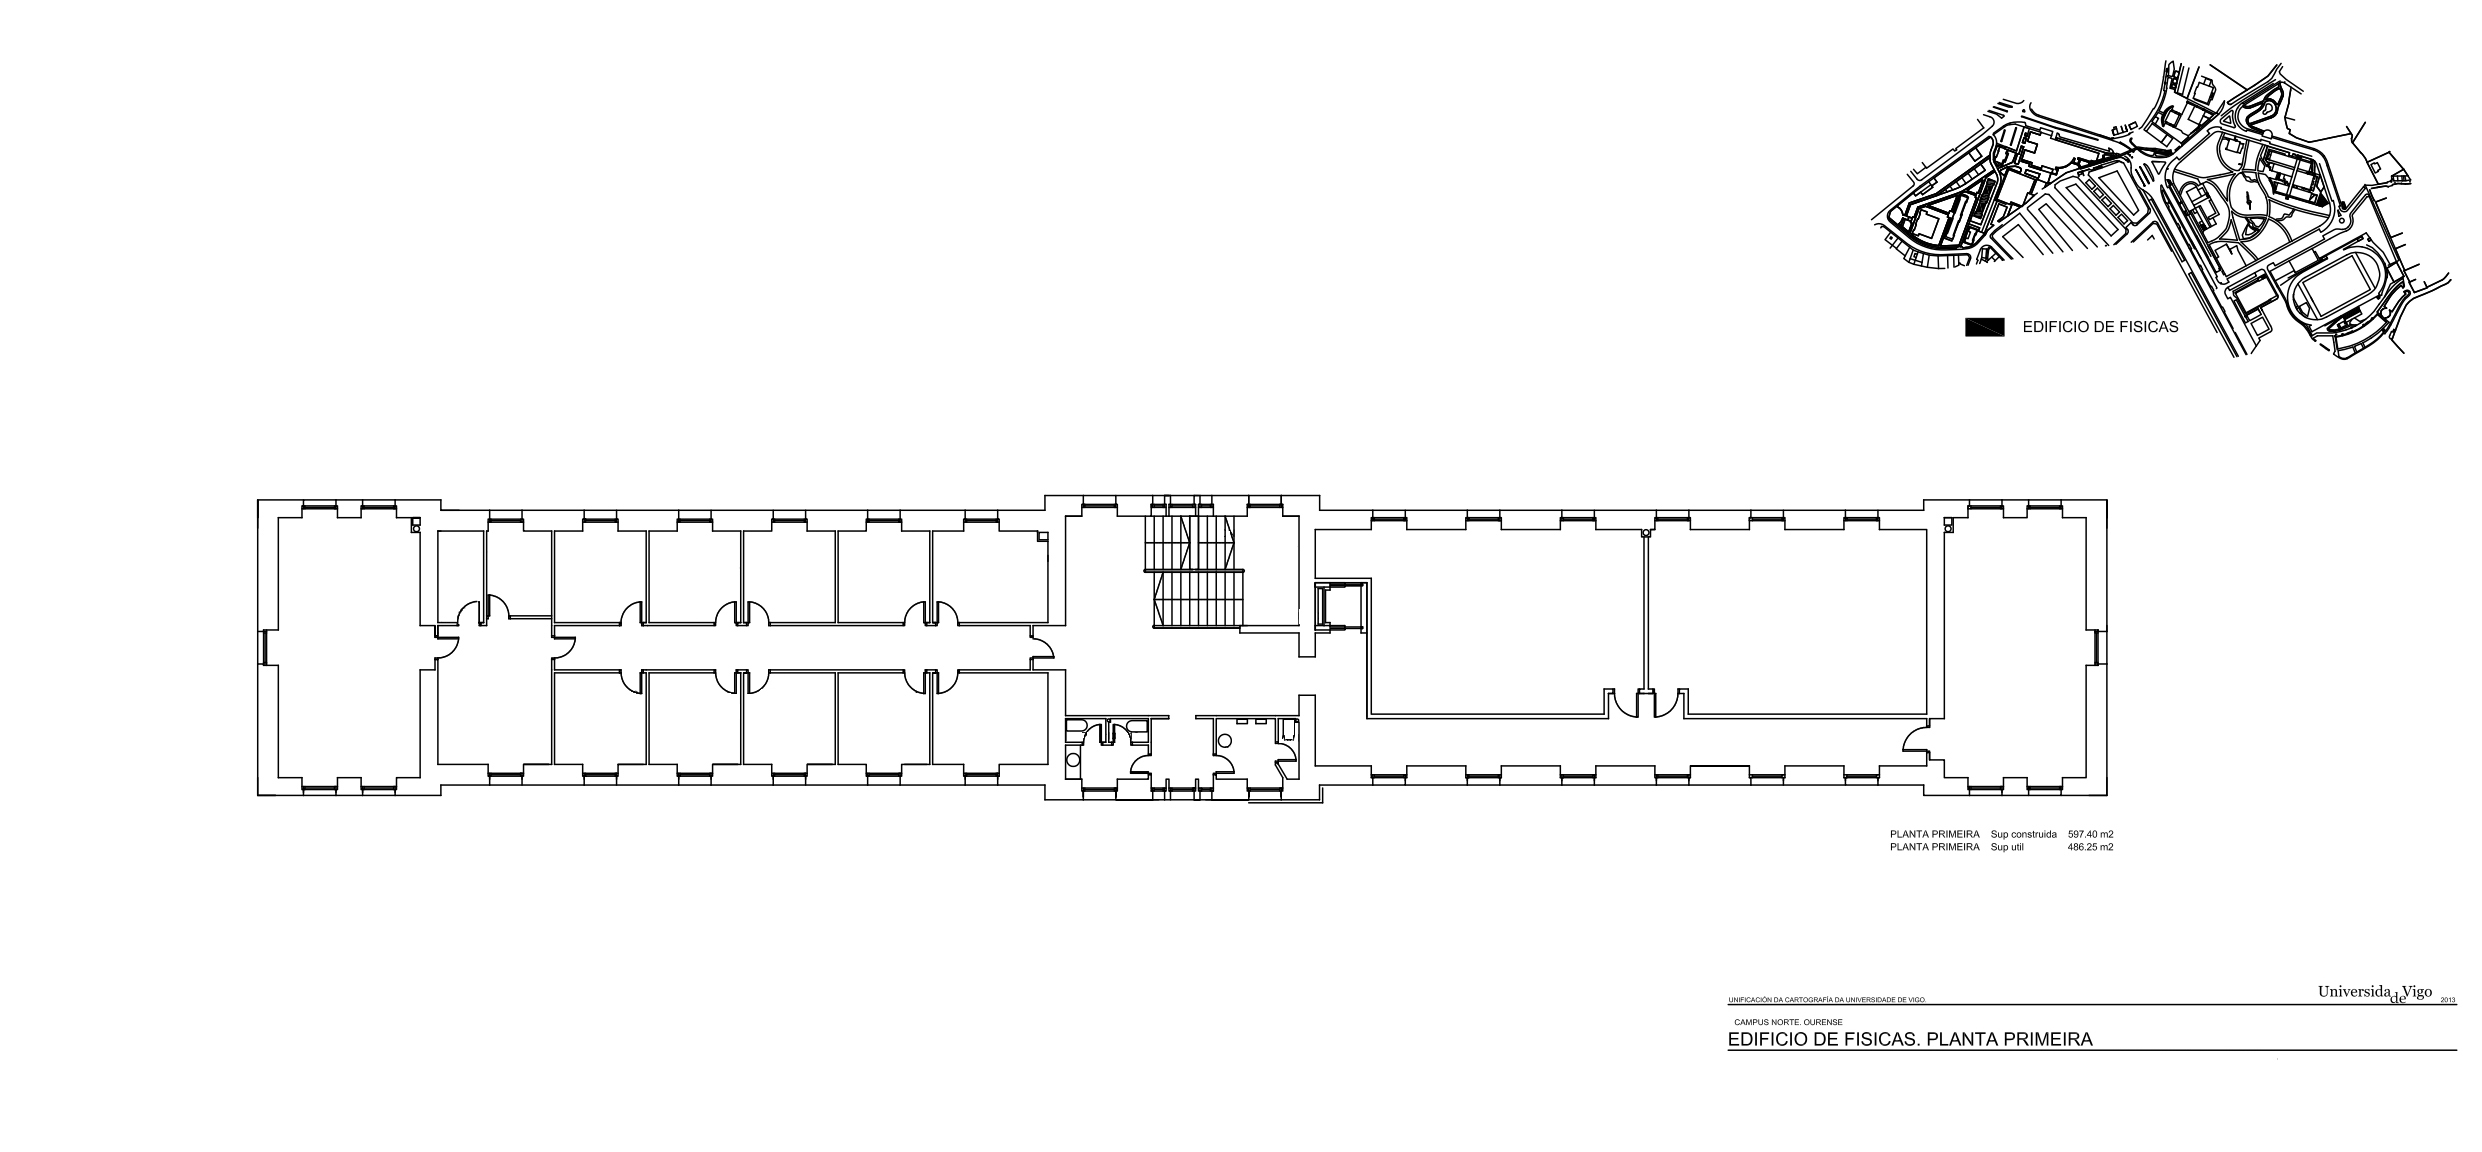 EDIFICIO DE FISICAS
PLANTA PRIMEIRA Sup construida 597.40 m2
PLANTA PRIMEIRA Sup util 486.25 m2
UNIFICACIÓN DA CARTOGRAFÍA DA UNIVERSIDADE DE VIGO.
Universidade de Vigo 2013
CAMPUS NORTE. OURENSE
EDIFICIO DE FISICAS. PLANTA PRIMEIRA